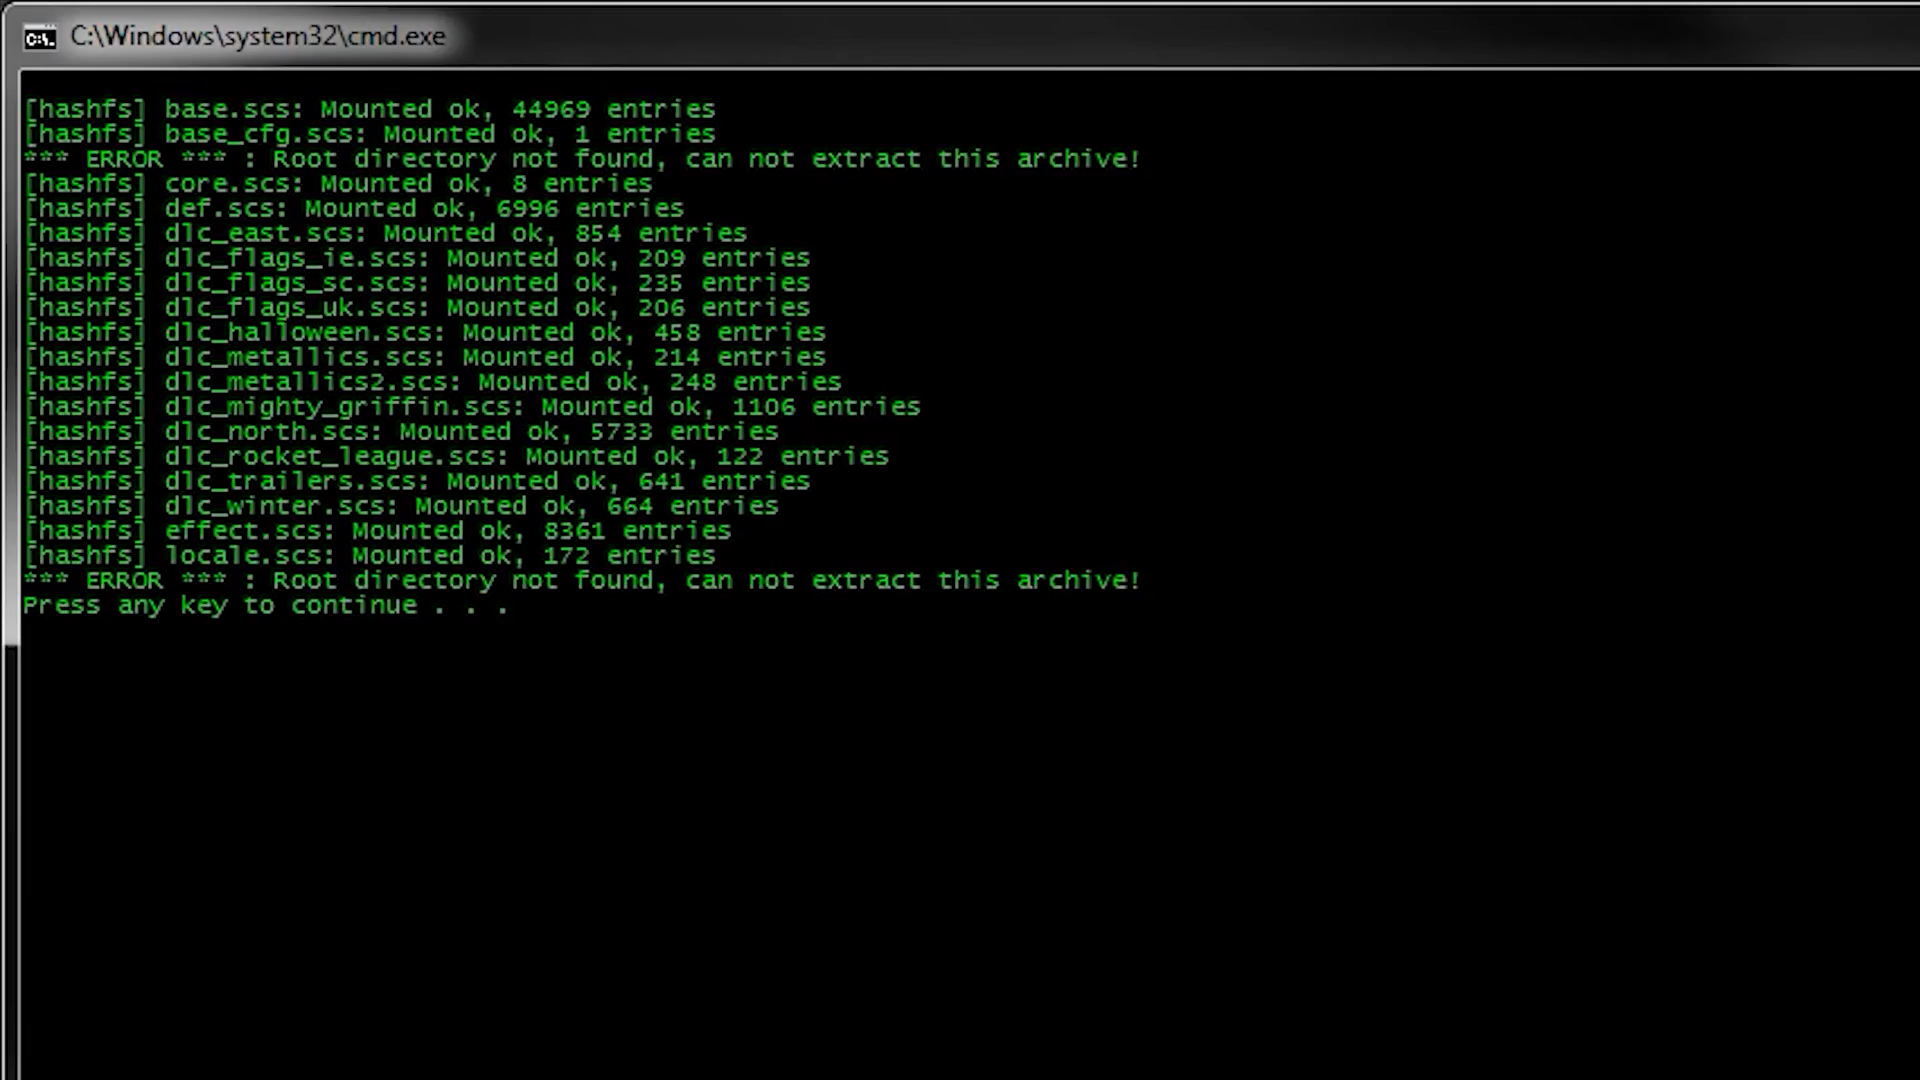 C:\Windows\system32\cmd.exe
[hashfs] base.scs: Mounted ok, 44969 entries
[hashfs] base_cfg.scs: Mounted ok, 1 entries
*** ERROR *** : Root directory not found, can not extract this archive!
[hashfs] core.scs: Mounted ok, 8 entries
[hashfs] def.scs: Mounted ok, 6996 entries
[hashfs] dlc_east.scs: Mounted ok, 854 entries
[hashfs] dlc_flags_ie.scs: Mounted ok, 209 entries
[hashfs] dlc_flags_sc.scs: Mounted ok, 235 entries
[hashfs] dlc_flags_uk.scs: Mounted ok, 206 entries
[hashfs] dlc_halloween.scs: Mounted ok, 458 entries
[hashfs] dlc_metallics.scs: Mounted ok, 214 entries
[hashfs] dlc_metallics2.scs: Mounted ok, 248 entries
[hashfs] dlc_mighty_griffin.scs: Mounted ok, 1106 entries
[hashfs] dlc_north.scs: Mounted ok, 5733 entries
[hashfs] dlc_rocket_league.scs: Mounted ok, 122 entries
[hashfs] dlc_trailers.scs: Mounted ok, 641 entries
[hashfs] dlc_winter.scs: Mounted ok, 664 entries
[hashfs] effect.scs: Mounted ok, 8361 entries
[hashfs] locale.scs: Mounted ok, 172 entries
*** ERROR *** : Root directory not found, can not extract this archive!
Press any key to continue . . .